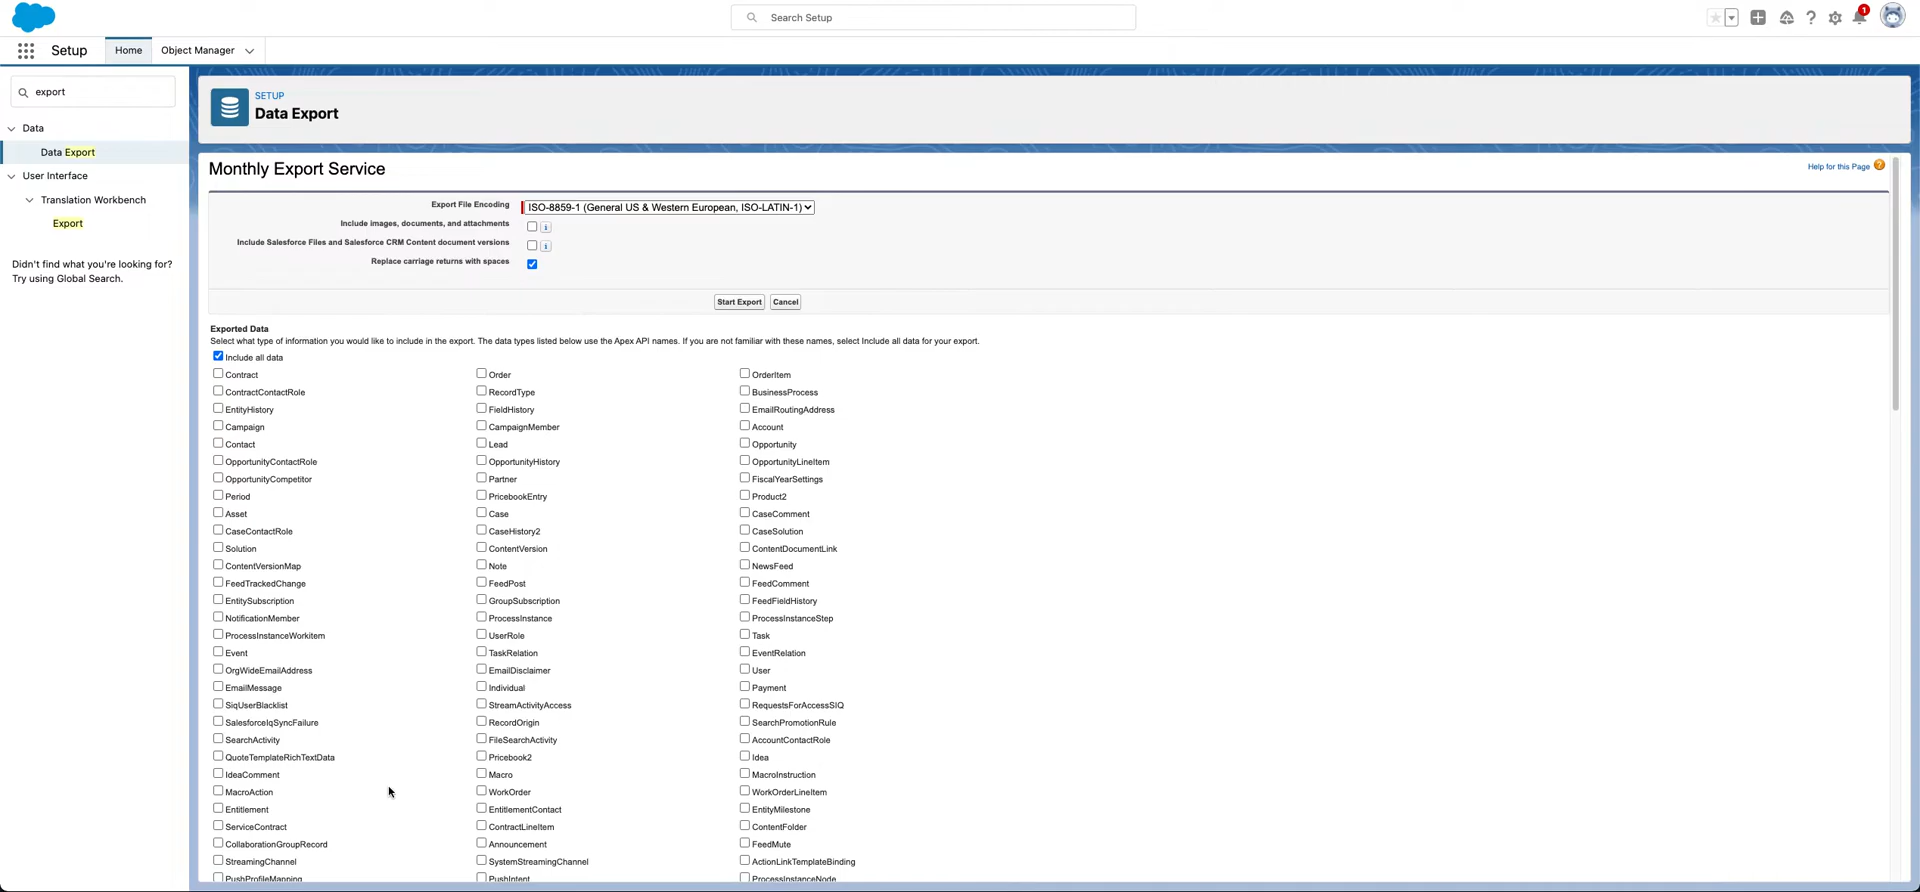 Search Setup
1
Setup
Home
Object Manager
export
Data
Data Export
User Interface
Translation Workbench
Export
Didn't find what you're looking for?
Try using Global Search.
SETUP
Data Export
Monthly Export Service
Help for this Page ?
Export File Encoding
ISO-8859-1 (General US & Western European, ISO-LATIN-1)
Include images, documents, and attachments
i
Include Salesforce Files and Salesforce CRM Content document versions
i
Replace carriage returns with spaces
Start Export
Cancel
Exported Data
Select what type of information you would like to include in the export. The data types listed below use the Apex API names. If you are not familiar with these names, select Include all data for your export.
Include all data
Contract Order OrderItem
ContractContactRole RecordType BusinessProcess
EntityHistory FieldHistory EmailRoutingAddress
Campaign CampaignMember Account
Contact Lead Opportunity
OpportunityContactRole OpportunityHistory OpportunityLineItem
OpportunityCompetitor Partner FiscalYearSettings
Period PricebookEntry Product2
Asset Case CaseComment
CaseContactRole CaseHistory2 CaseSolution
Solution ContentVersion ContentDocumentLink
ContentVersionMap Note NewsFeed
FeedTrackedChange FeedPost FeedComment
EntitySubscription GroupSubscription FeedFieldHistory
NotificationMember ProcessInstance ProcessInstanceStep
ProcessInstanceWorkitem UserRole Task
Event TaskRelation EventRelation
OrgWideEmailAddress EmailDisclaimer User
EmailMessage Individual Payment
SiqUserBlacklist StreamActivityAccess RequestsForAccessSIQ
SalesforceIqSyncFailure RecordOrigin SearchPromotionRule
SearchActivity FileSearchActivity AccountContactRole
QuoteTemplateRichTextData Pricebook2 Idea
IdeaComment Macro MacroInstruction
MacroAction WorkOrder WorkOrderLineItem
Entitlement EntitlementContact EntityMilestone
ServiceContract ContractLineItem ContentFolder
CollaborationGroupRecord Announcement FeedMute
StreamingChannel SystemStreamingChannel ActionLinkTemplateBinding
PushProfileMapping PushIntent ProcessInstanceNode